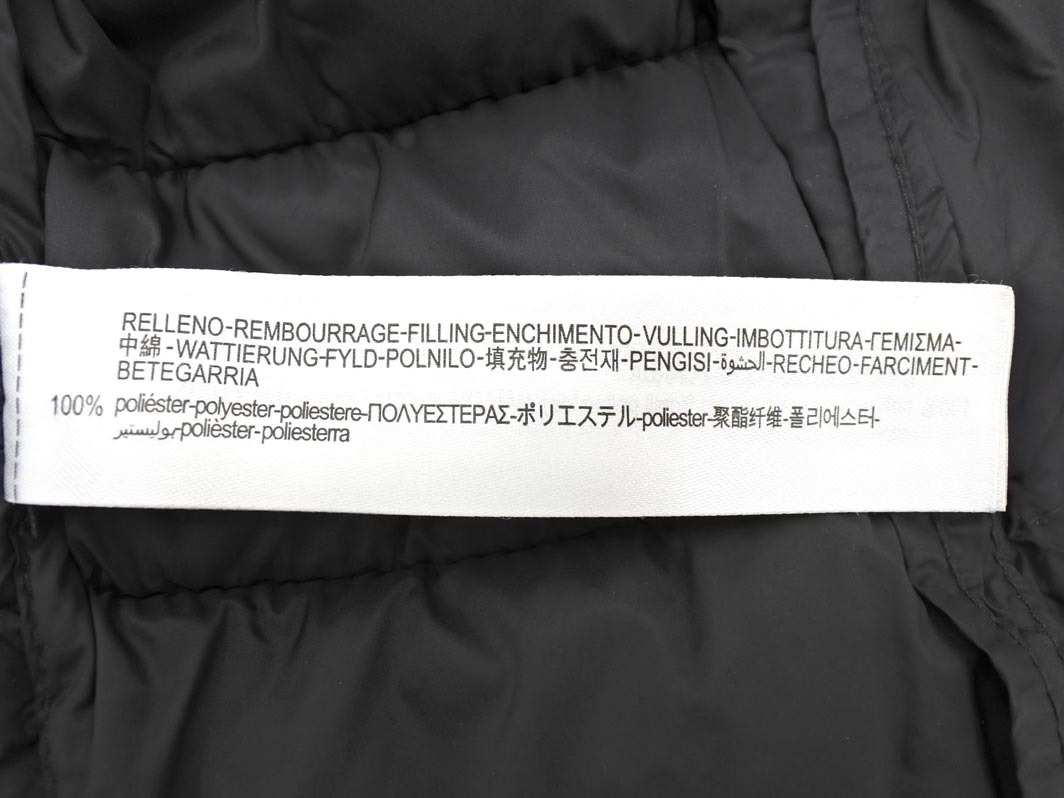 RELLENO-REMBOURRAGE-FILLING-ENCHIMENTO-VULLING-IMBOTTITURA-ΓΕΜΙΣΜΑ-
中綿-WATTIERUNG-FYLD-POLNILO-填充物-충전재-PENGISI-الحشوة-RECHEO-FARCIMENT-
BETEGARRIA
100% poliéster-polyester-poliestere-ΠΟΛΥΕΣΤΕΡΑΣ-ポリエステル-poliester-聚酯纤维-폴리에스터-
بوليستير-polièster-poliesterra